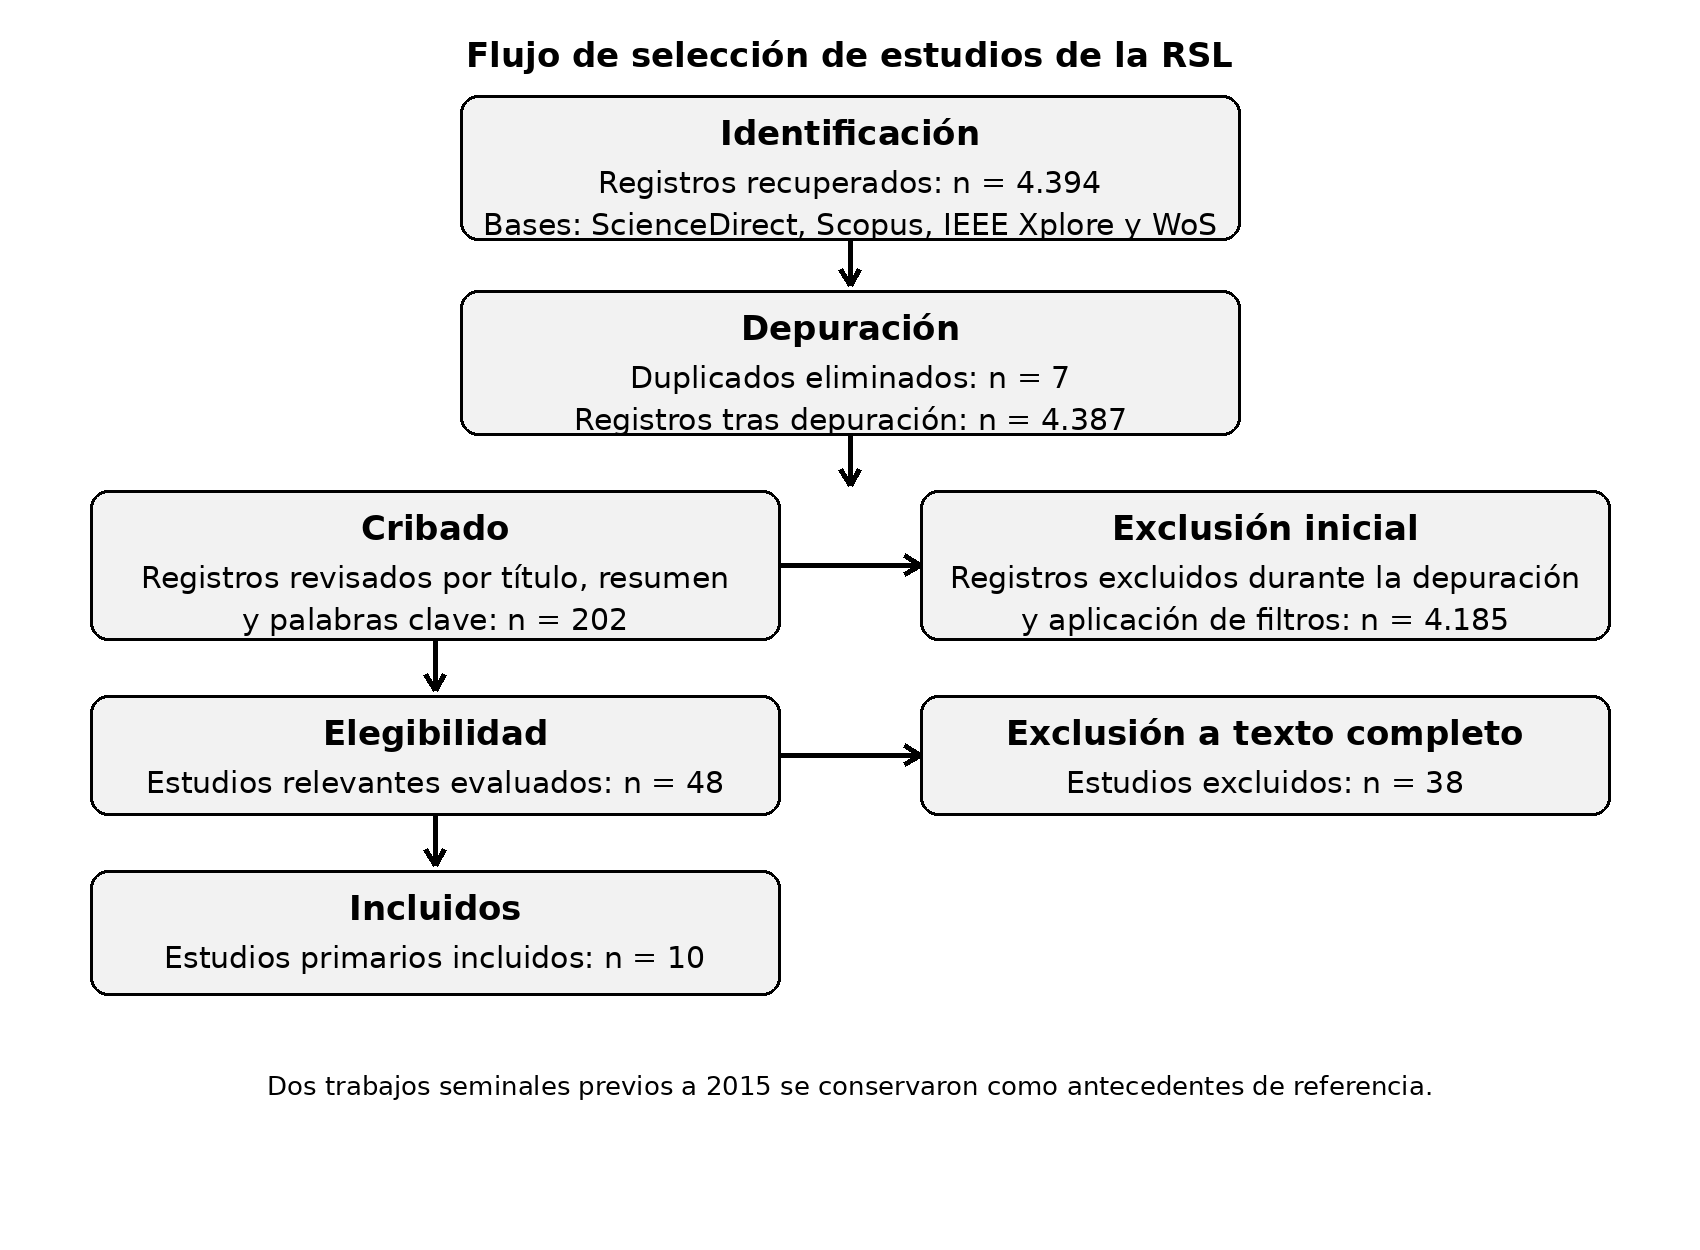 Flujo de selección de estudios de la RSL
Identificación
Registros recuperados: n = 4.394
Bases: ScienceDirect, Scopus, IEEE Xplore y WoS
Depuración
Duplicados eliminados: n = 7
Registros tras depuración: n = 4.387
Cribado
Registros revisados por título, resumen
y palabras clave: n = 202
Exclusión inicial
Registros excluidos durante la depuración
y aplicación de filtros: n = 4.185
Elegibilidad
Estudios relevantes evaluados: n = 48
Exclusión a texto completo
Estudios excluidos: n = 38
Incluidos
Estudios primarios incluidos: n = 10
Dos trabajos seminales previos a 2015 se conservaron como antecedentes de referencia.